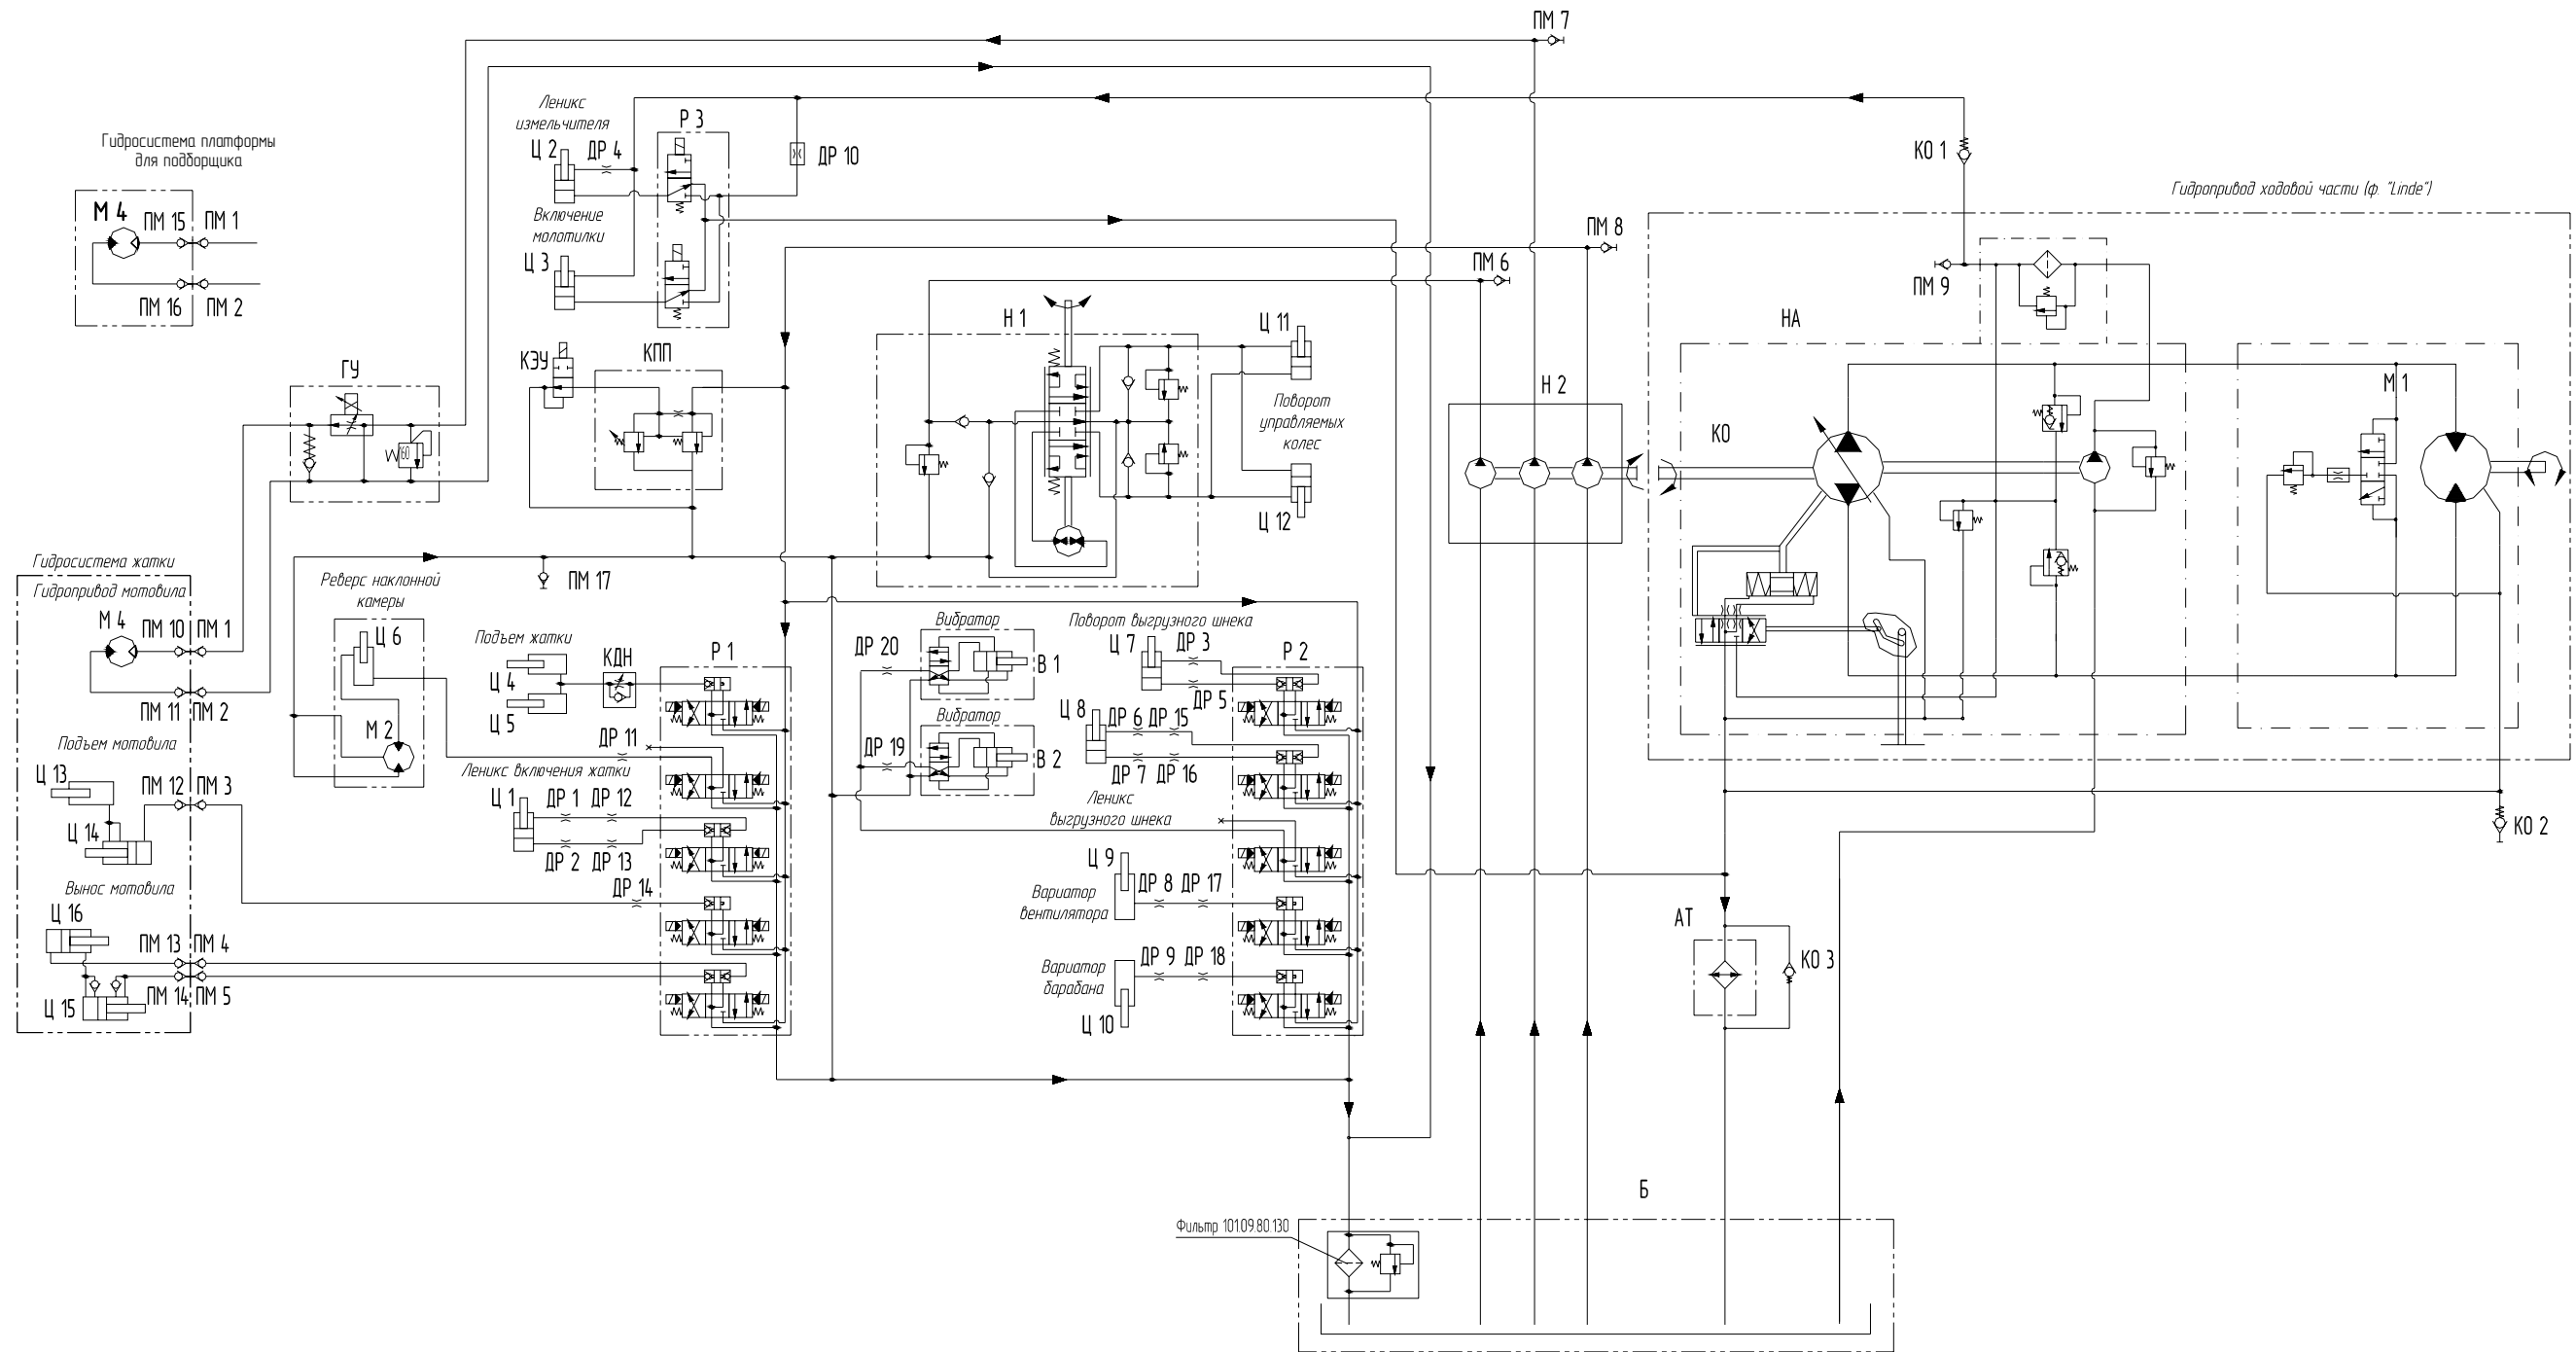 ПМ 7
Леникс
измельчителя
Р 3
Ц 2
ДР 4
ДР 10
КО 1
Гидросистема платформы
для подборщика
Гидропривод ходовой части (ф. "Linde")
М 4
ПМ 15
ПМ 1
ПМ 16
ПМ 2
Включение
молотилки
Ц 3
ПМ 8
ПМ 6
ПМ 9
Н 1
Ц 11
НА
КЭУ
КПП
ГУ
Н 2
М 1
Поворот
управляемых
колес
КО
60
Ц 12
Гидросистема жатки
Гидропривод мотовила
М 4
ПМ 10
ПМ 1
ПМ 11
ПМ 2
Реверс наклонной
камеры
Ц 6
М 2
ПМ 17
Подъем жатки
КДН
Ц 4
Ц 5
Р 1
ДР 20
Вибратор
В 1
Вибратор
ДР 19
В 2
Поворот выгрузного шнека
Ц 7
ДР 3
ДР 5
Р 2
Ц 8
ДР 6
ДР 15
ДР 7
ДР 16
Подъем мотовила
Ц 13
ПМ 12
ПМ 3
Ц 14
ДР 11
Леникс включения жатки
Ц 1
ДР 1
ДР 12
ДР 2
ДР 13
ДР 14
Леникс
выгрузного шнека
Ц 9
ДР 8
ДР 17
Вариатор
вентилятора
КО 2
Вынос мотовила
Ц 16
ПМ 13
ПМ 4
Ц 15
ПМ 14
ПМ 5
Вариатор
барабана
ДР 9
ДР 18
Ц 10
АТ
КО 3
Б
Фильтр 101.09.80.130